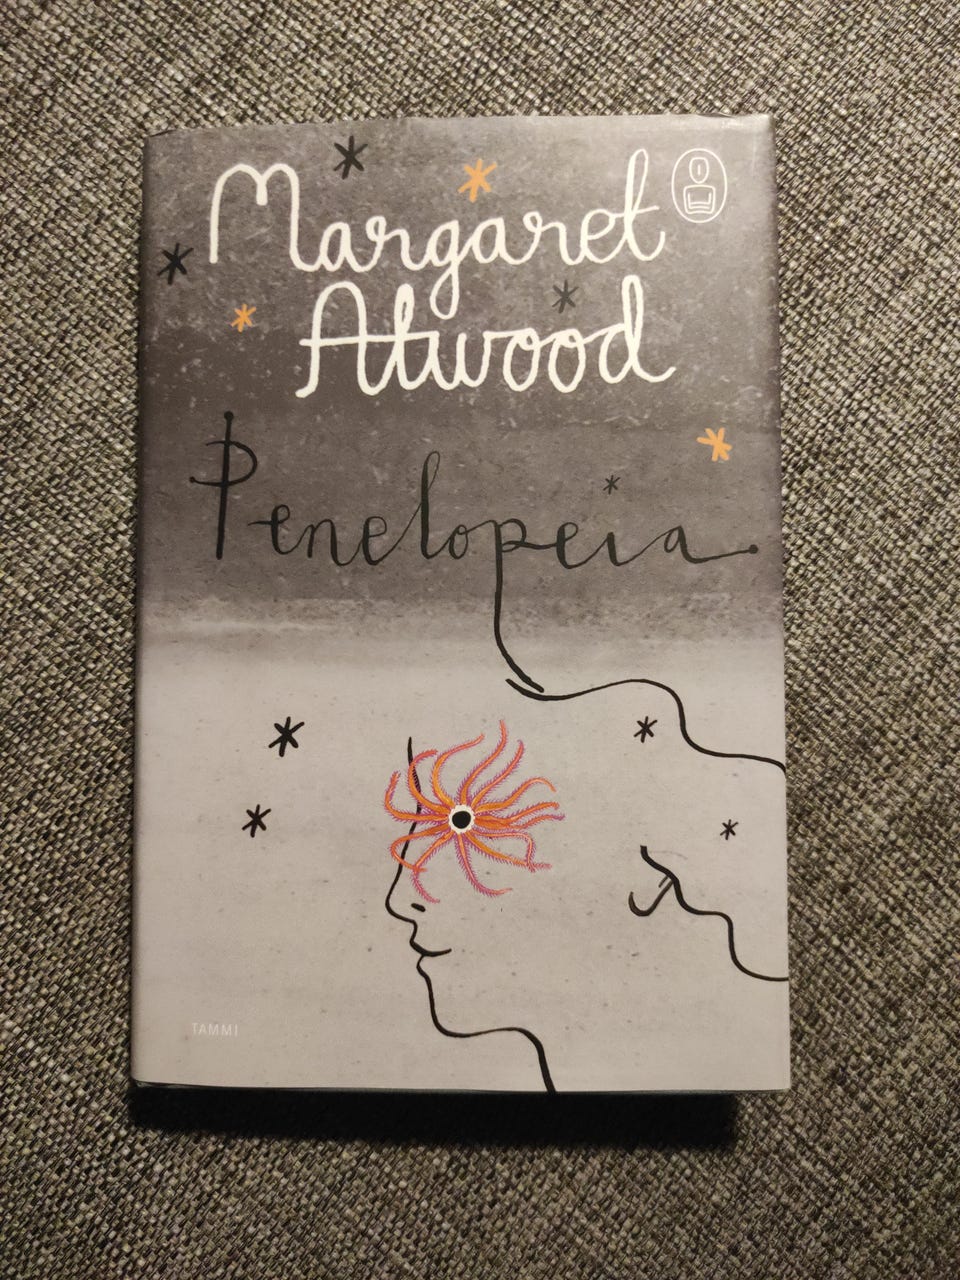 Margaret
Atwood
Penelopeia
TAMMI